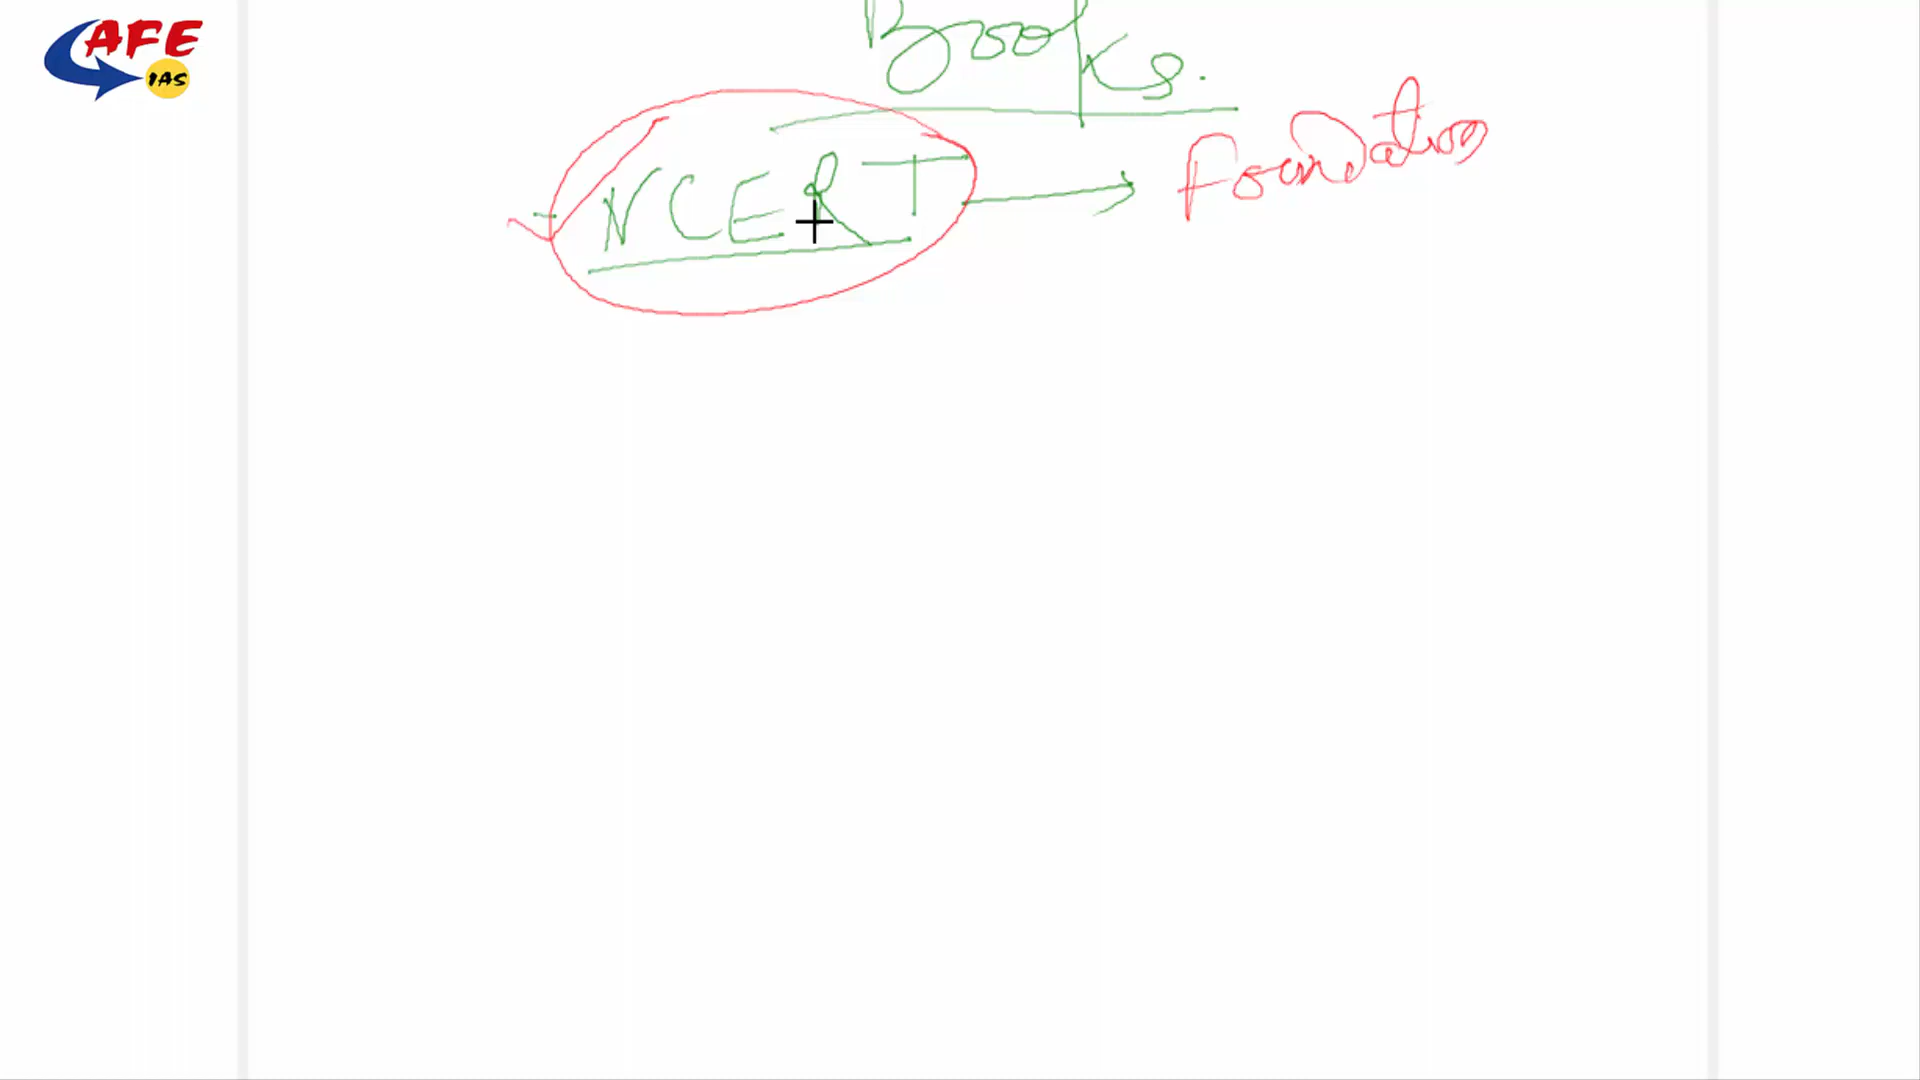 AFE
IAS
Books.
NCERT → Foundation